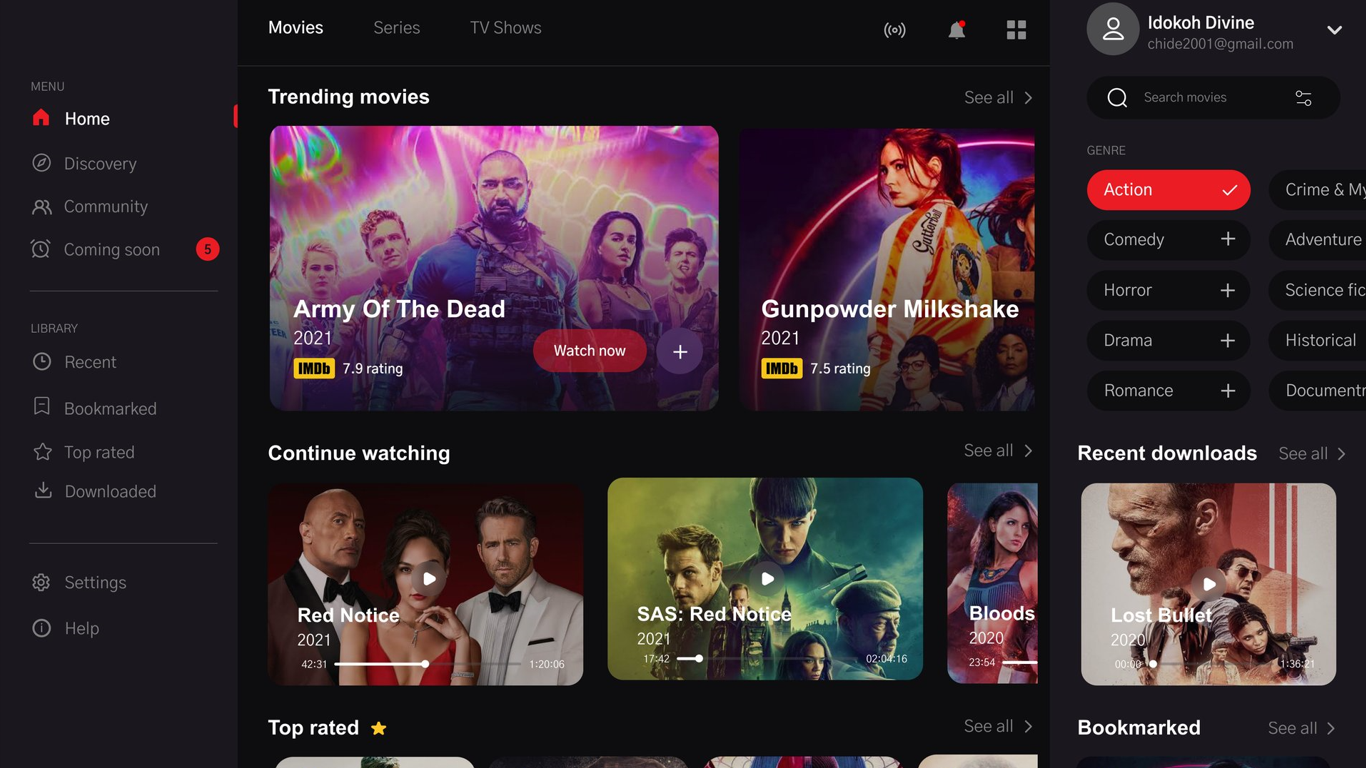 MENU
Home
Discovery
Community
Coming soon 5
LIBRARY
Recent
Bookmarked
Top rated
Downloaded
Settings
Help
Movies Series TV Shows
Trending movies See all
Army Of The Dead
2021
IMDb 7.9 rating
Watch now
Gatterball
Gunpowder Milkshake
2021
IMDb 7.5 rating
Continue watching See all
Red Notice
2021
42:31 1:20:06
SAS: Red Notice
2021
17:42 02:04:16
Bloods
2020
23:54
Top rated See all
Idokoh Divine
chide2001@gmail.com
Search movies
GENRE
Action Crime & My
Comedy Adventure
Horror Science fic
Drama Historical
Romance Documentr
Recent downloads See all
Lost Bullet
2020
00:00 1:36:21
Bookmarked See all